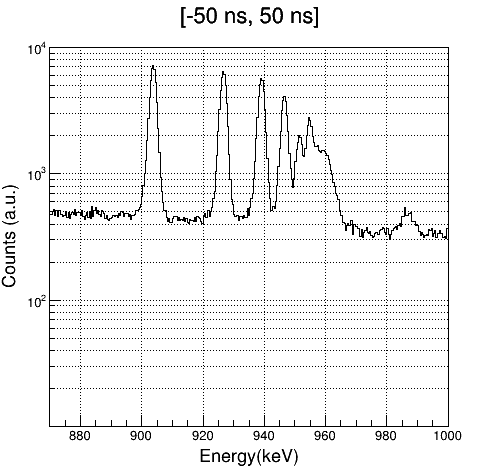 [-50 ns, 50 ns]
Counts (a.u.)
10⁴
10³
10²
880 900 920 940 960 980 1000
Energy(keV)